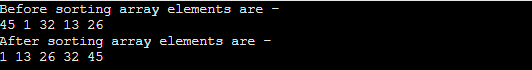 Before sorting array elements are -
45 1 32 13 26
After sorting array elements are -
1 13 26 32 45